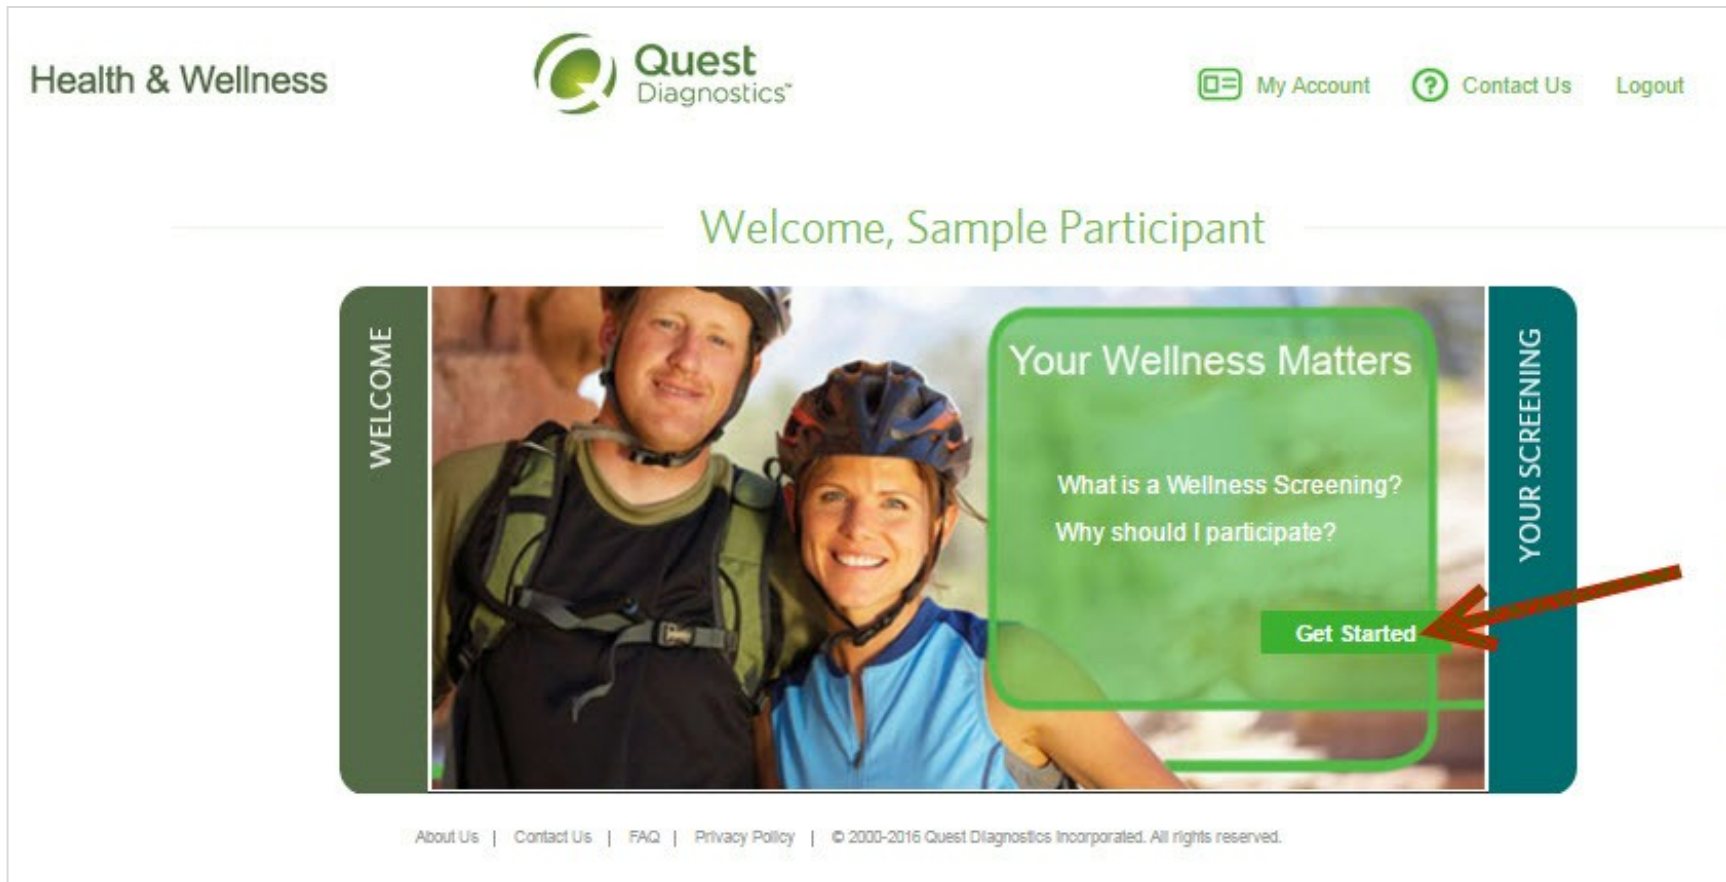 Health & Wellness
Quest
Diagnostics™
My Account
Contact Us
Logout
Welcome, Sample Participant
WELCOME
Your Wellness Matters
What is a Wellness Screening?
Why should I participate?
Get Started
YOUR SCREENING
About Us | Contact Us | FAQ | Privacy Policy | © 2000-2016 Quest Diagnostics Incorporated. All rights reserved.